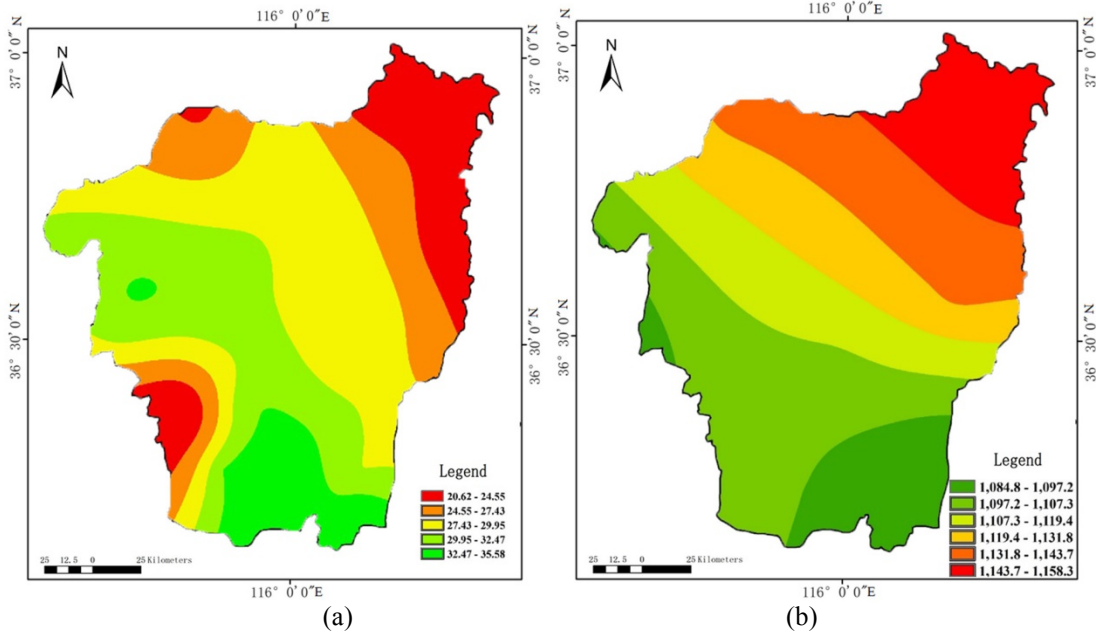 116° 0′ 0″E
116° 0′ 0″E
37° 0′ 0″N
N
37° 0′ 0″N
37° 0′ 0″N
N
37° 0′ 0″N
36° 30′ 0″N
36° 30′ 0″N
36° 30′ 0″N
36° 30′ 0″N
Legend
20.62 - 24.55
24.55 - 27.43
27.43 - 29.95
29.95 - 32.47
32.47 - 35.58
Legend
1,084.8 - 1,097.2
1,097.2 - 1,107.3
1,107.3 - 1,119.4
1,119.4 - 1,131.8
1,131.8 - 1,143.7
1,143.7 - 1,158.3
25 12.5 0 25 Kilometers
25 12.5 0 25 Kilometers
116° 0′ 0″E
116° 0′ 0″E
(a)
(b)